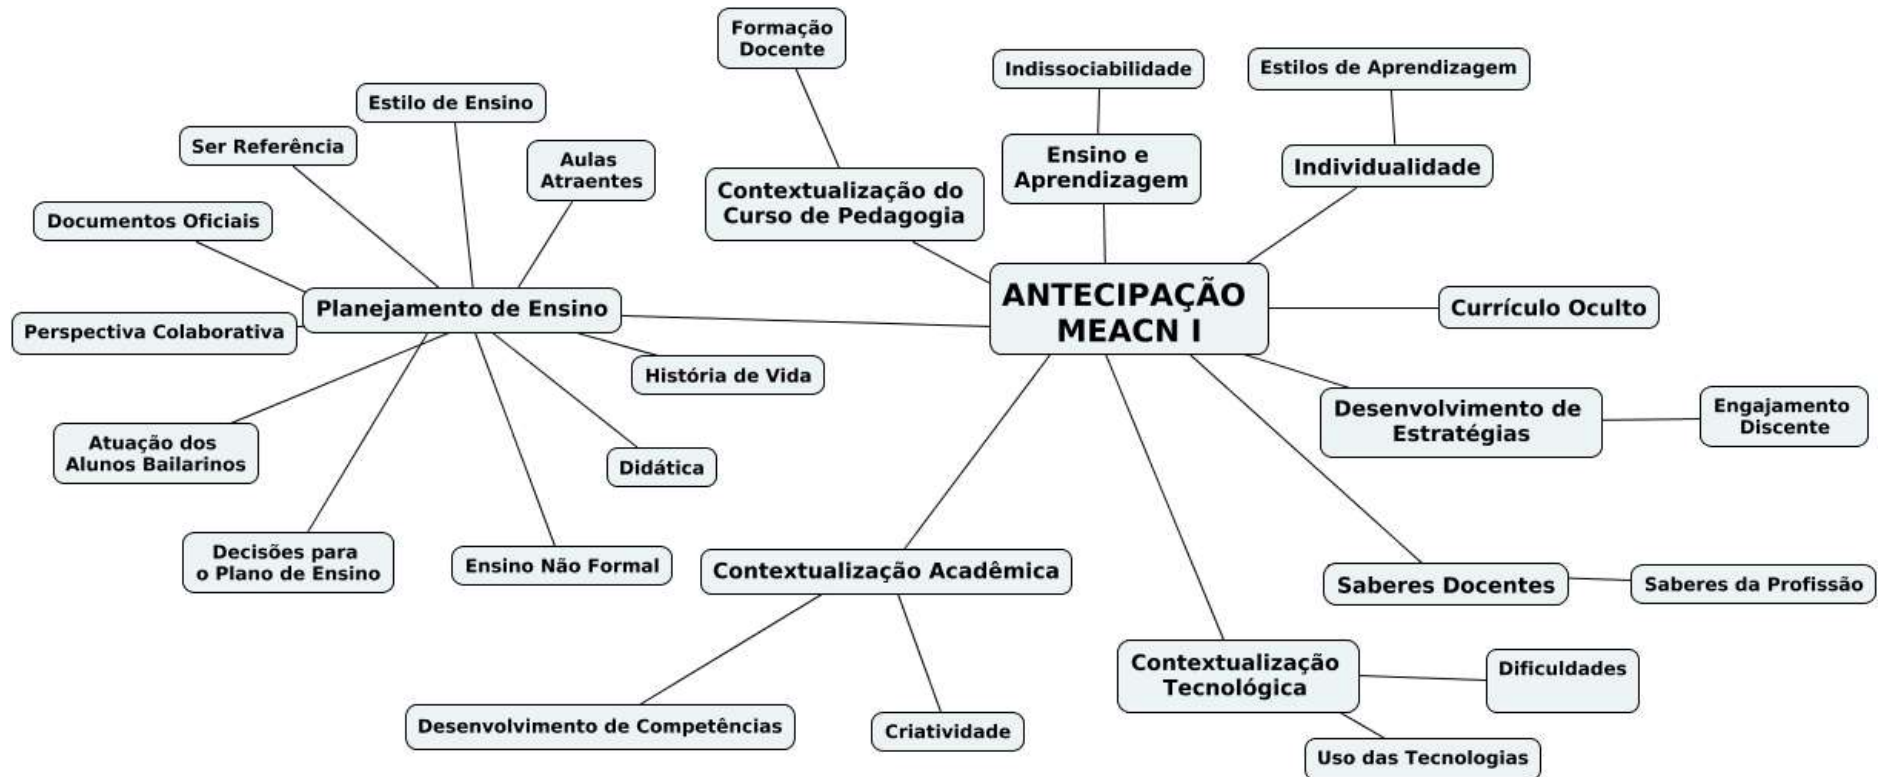 Formação
Docente
Indissociabilidade
Estilos de Aprendizagem
Estilo de Ensino
Ser Referência
Aulas
Atraentes
Ensino e
Aprendizagem
Individualidade
Contextualização do
Curso de Pedagogia
Documentos Oficiais
Planejamento de Ensino
ANTECIPAÇÃO
MEACN I
Currículo Oculto
Perspectiva Colaborativa
História de Vida
Desenvolvimento de
Estratégias
Engajamento
Discente
Atuação dos
Alunos Bailarinos
Didática
Decisões para
o Plano de Ensino
Ensino Não Formal
Contextualização Acadêmica
Saberes Docentes
Saberes da Profissão
Contextualização
Tecnológica
Dificuldades
Desenvolvimento de Competências
Criatividade
Uso das Tecnologias